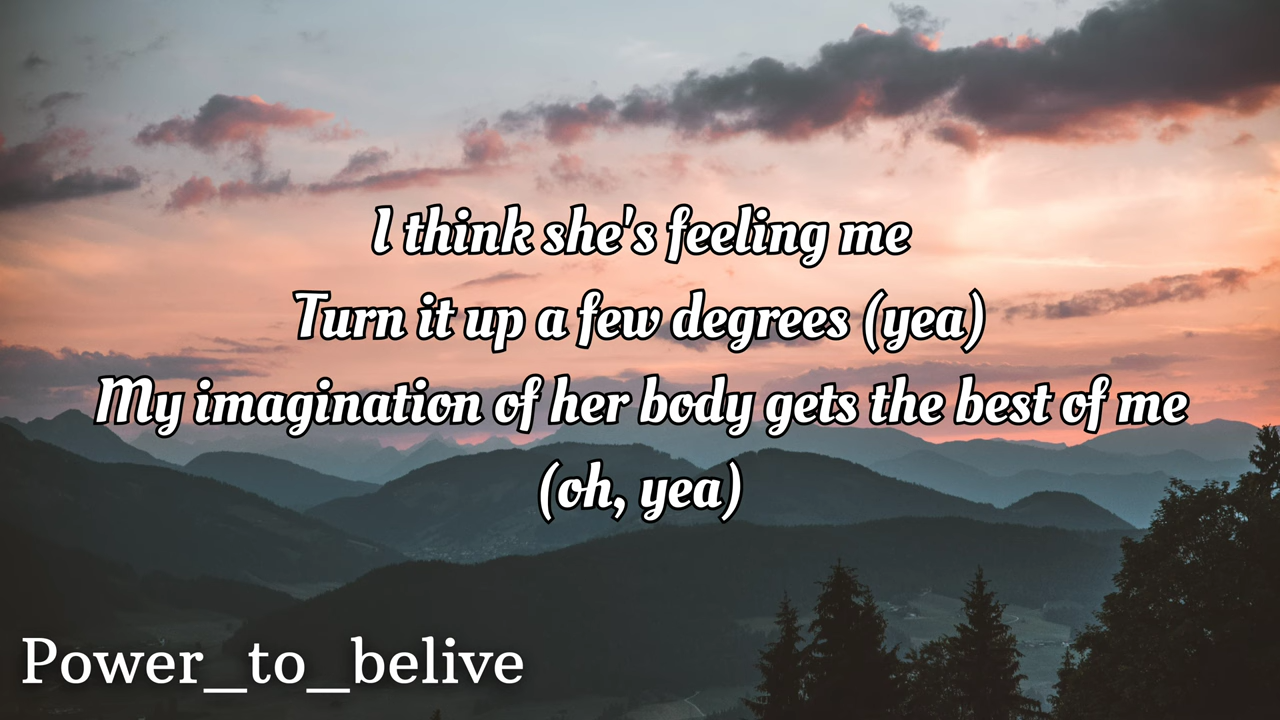 I think she's feeling me
Turn it up a few degrees (yea)
My imagination of her body gets the best of me
(oh, yea)
Power_to_belive